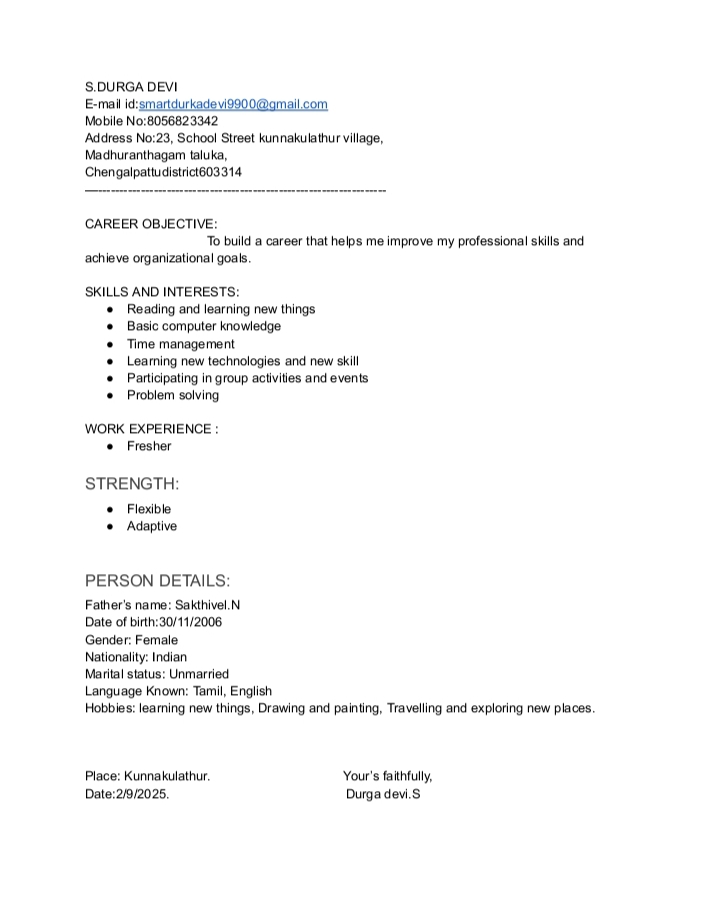 S.DURGA DEVI
E-mail id:smartdurkadevi9900@gmail.com
Mobile No:8056823342
Address No:23, School Street kunnakulathur village,
Madhuranthagam taluka,
Chengalpattudistrict603314
----------------------------------------------------------------------
CAREER OBJECTIVE:
To build a career that helps me improve my professional skills and
achieve organizational goals.
SKILLS AND INTERESTS:
● Reading and learning new things
● Basic computer knowledge
● Time management
● Learning new technologies and new skill
● Participating in group activities and events
● Problem solving
WORK EXPERIENCE :
● Fresher
STRENGTH:
● Flexible
● Adaptive
PERSON DETAILS:
Father's name: Sakthivel.N
Date of birth:30/11/2006
Gender: Female
Nationality: Indian
Marital status: Unmarried
Language Known: Tamil, English
Hobbies: learning new things, Drawing and painting, Travelling and exploring new places.
Place: Kunnakulathur. Your's faithfully,
Date:2/9/2025. Durga devi.S